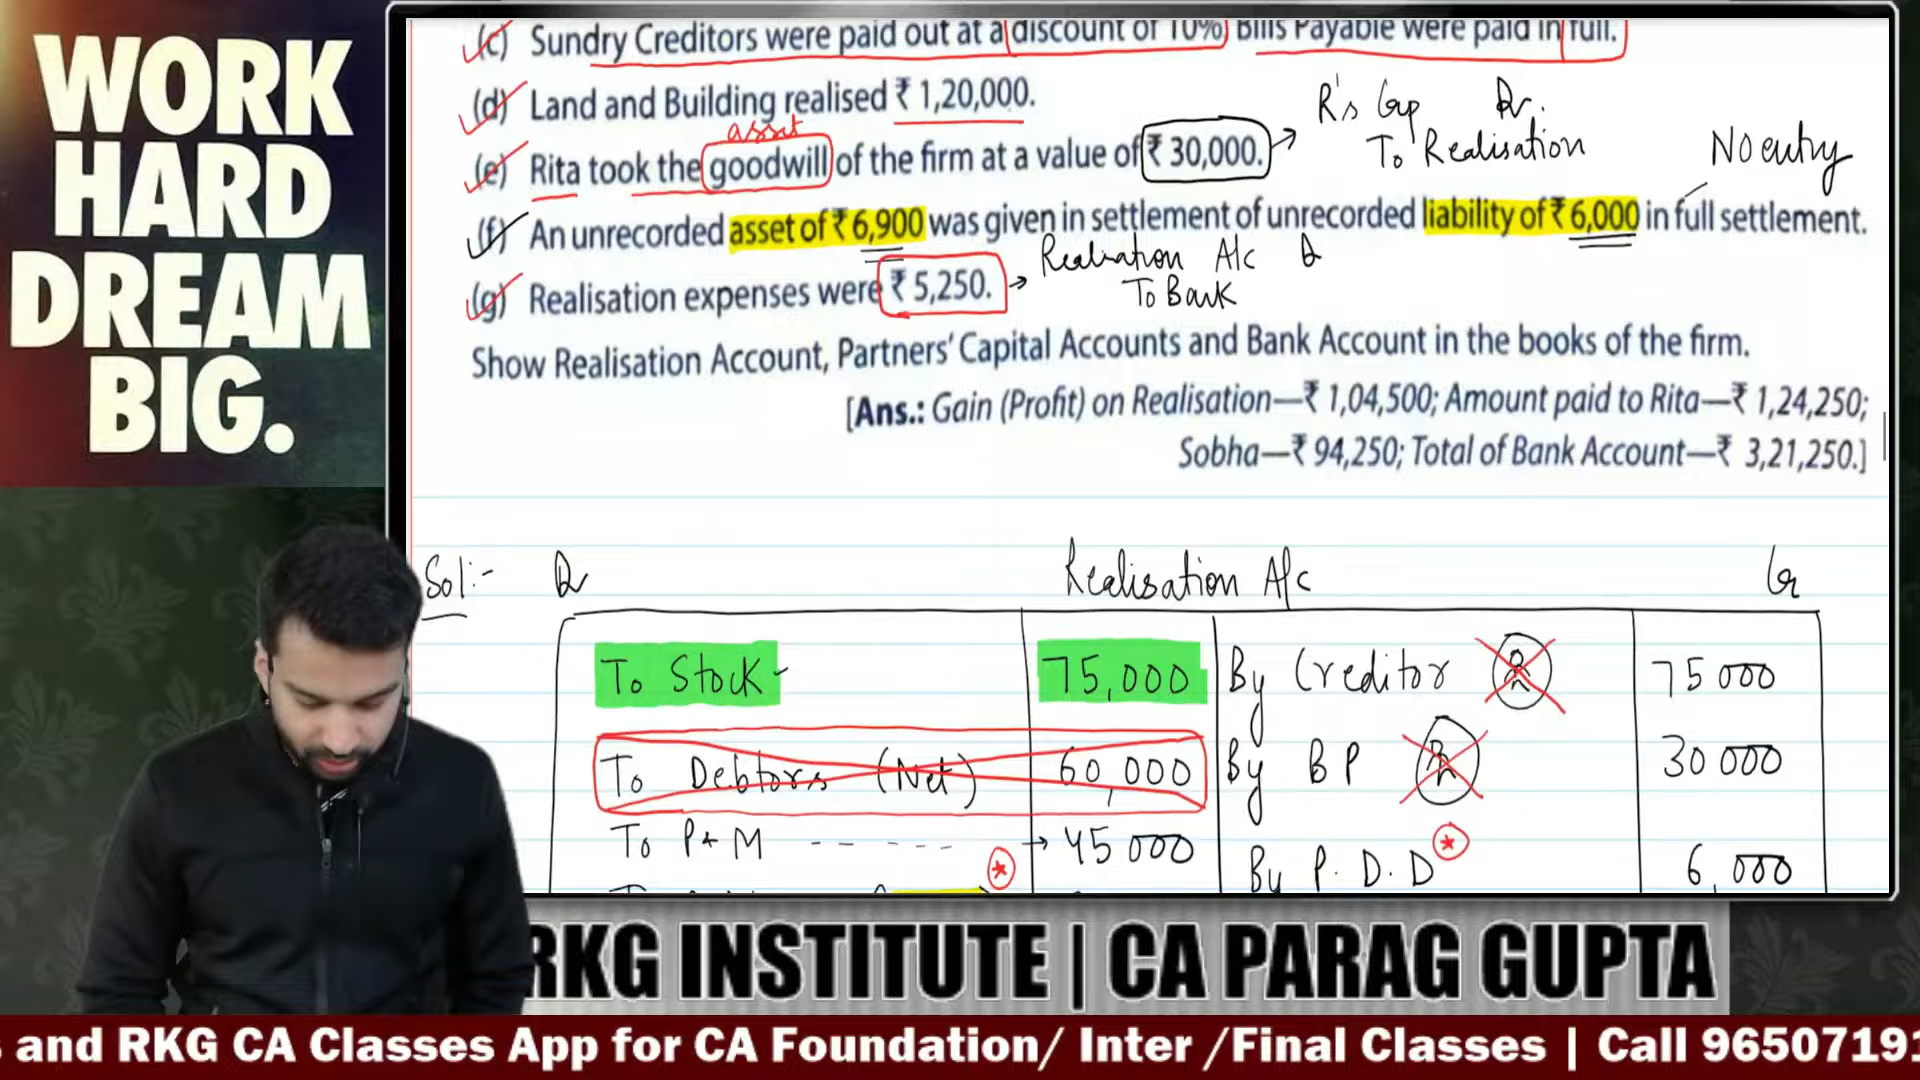 WORK
HARD
DREAM
BIG.
(c) Sundry Creditors were paid out at a discount of 10% Bills Payable were paid in full.
(d) Land and Building realised ₹ 1,20,000.
asset
(e) Rita took the goodwill of the firm at a value of ₹ 30,000.
R's Cap Dr.
To Realisation
No entry
(f) An unrecorded asset of ₹ 6,900 was given in settlement of unrecorded liability of ₹ 6,000 in full settlement.
(g) Realisation expenses were ₹ 5,250.
Realisation A/c Dr
To Bank
Show Realisation Account, Partners' Capital Accounts and Bank Account in the books of the firm.
[Ans.: Gain (Profit) on Realisation—₹ 1,04,500; Amount paid to Rita—₹ 1,24,250;
Sobha—₹ 94,250; Total of Bank Account—₹ 3,21,250.]
Sol:- Dr Realisation A/c Cr
To Stock 75,000 By Creditor 75 000
To Debtors (Net) 60,000 By BP 30 000
To P+M 45 000 By P.D.D 6,000
RKG INSTITUTE | CA PARAG GUPTA
s and RKG CA Classes App for CA Foundation/ Inter /Final Classes | Call 9650719